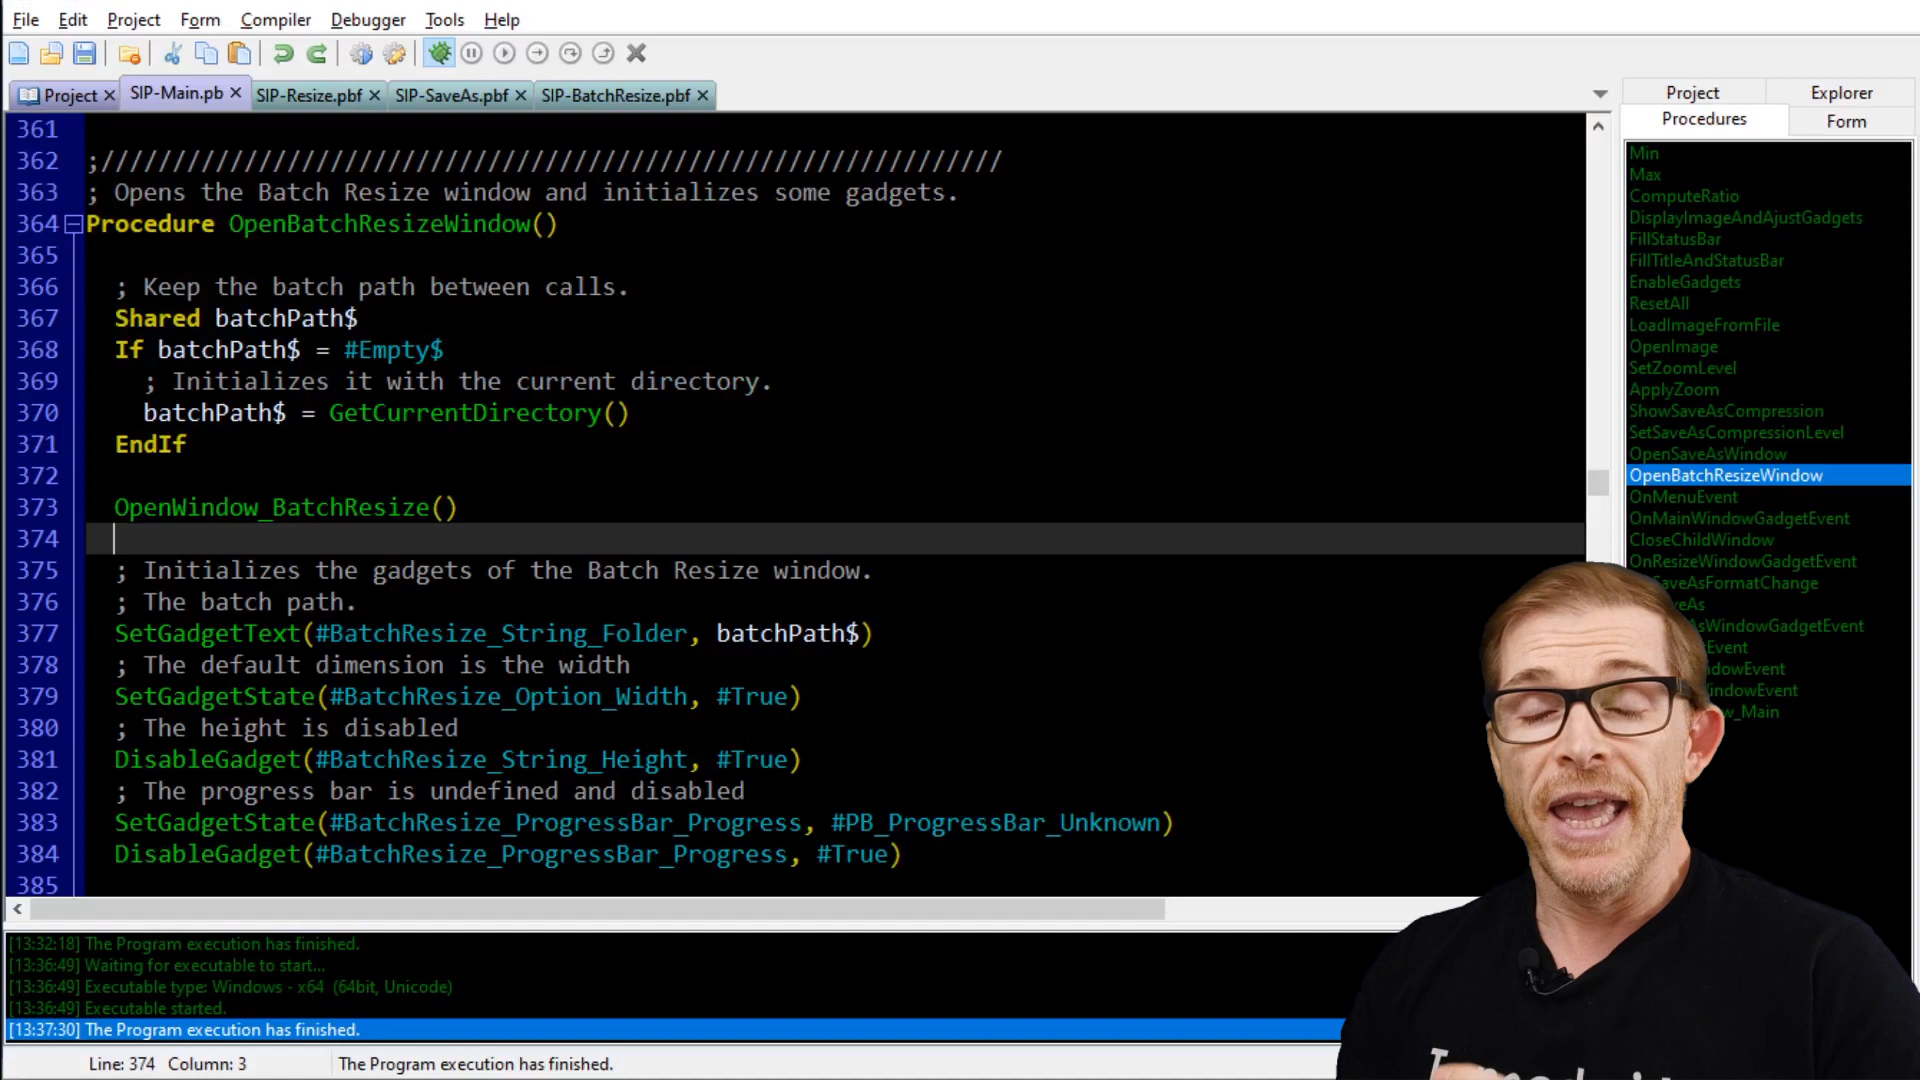 File Edit Project Form Compiler Debugger Tools Help
Project SIP-Main.pb SIP-Resize.pbf SIP-SaveAs.pbf SIP-BatchResize.pbf
361
362 ;///////////////////////////////////////////////////////////////
363 ; Opens the Batch Resize window and initializes some gadgets.
364 Procedure OpenBatchResizeWindow()
365
366 ; Keep the batch path between calls.
367 Shared batchPath$
368 If batchPath$ = #Empty$
369 ; Initializes it with the current directory.
370 batchPath$ = GetCurrentDirectory()
371 EndIf
372
373 OpenWindow_BatchResize()
374
375 ; Initializes the gadgets of the Batch Resize window.
376 ; The batch path.
377 SetGadgetText(#BatchResize_String_Folder, batchPath$)
378 ; The default dimension is the width
379 SetGadgetState(#BatchResize_Option_Width, #True)
380 ; The height is disabled
381 DisableGadget(#BatchResize_String_Height, #True)
382 ; The progress bar is undefined and disabled
383 SetGadgetState(#BatchResize_ProgressBar_Progress, #PB_ProgressBar_Unknown)
384 DisableGadget(#BatchResize_ProgressBar_Progress, #True)
385
Project Explorer
Procedures Form
Min
Max
ComputeRatio
DisplayImageAndAjustGadgets
FillStatusBar
FillTitleAndStatusBar
EnableGadgets
ResetAll
LoadImageFromFile
OpenImage
SetZoomLevel
ApplyZoom
ShowSaveAsCompression
SetSaveAsCompressionLevel
OpenSaveAsWindow
OpenBatchResizeWindow
OnMenuEvent
OnMainWindowGadgetEvent
CloseChildWindow
OnResizeWindowGadgetEvent
SaveAsFormatChange
eAs
sWindowGadgetEvent
Event
ndowEvent
indowEvent
w_Main
[13:32:18] The Program execution has finished.
[13:36:49] Waiting for executable to start...
[13:36:49] Executable type: Windows - x64 (64bit, Unicode)
[13:36:49] Executable started.
[13:37:30] The Program execution has finished.
Line: 374 Column: 3 The Program execution has finished.